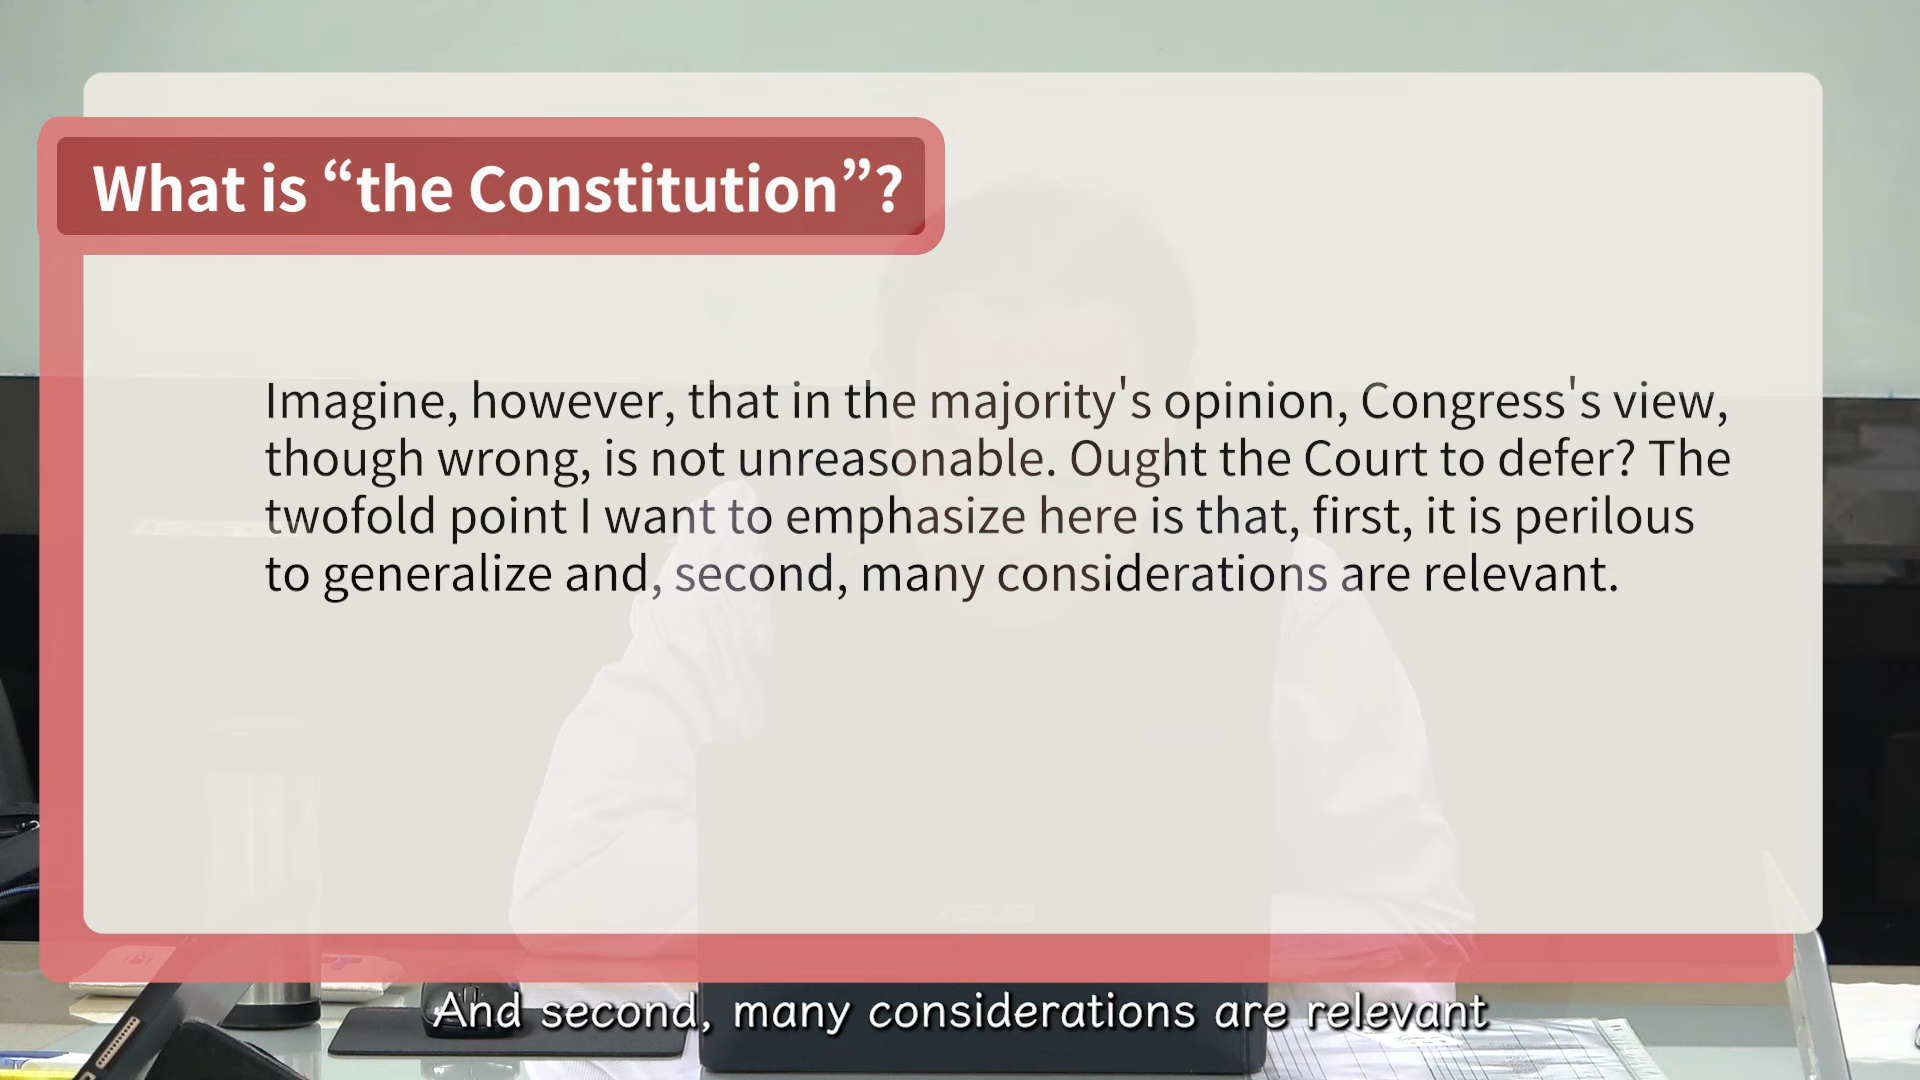 What is “the Constitution”?
Imagine, however, that in the majority's opinion, Congress's view,
though wrong, is not unreasonable. Ought the Court to defer? The
twofold point I want to emphasize here is that, first, it is perilous
to generalize and, second, many considerations are relevant.
And second, many considerations are relevant